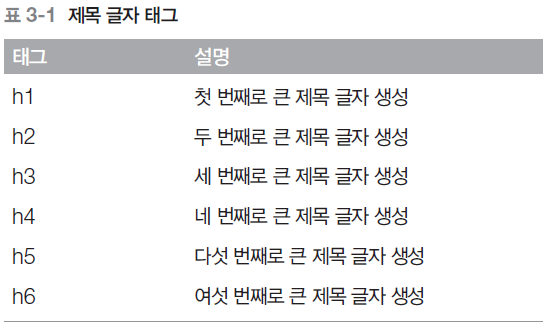 표 3-1 제목 글자 태그
태그 설명
h1 첫 번째로 큰 제목 글자 생성
h2 두 번째로 큰 제목 글자 생성
h3 세 번째로 큰 제목 글자 생성
h4 네 번째로 큰 제목 글자 생성
h5 다섯 번째로 큰 제목 글자 생성
h6 여섯 번째로 큰 제목 글자 생성